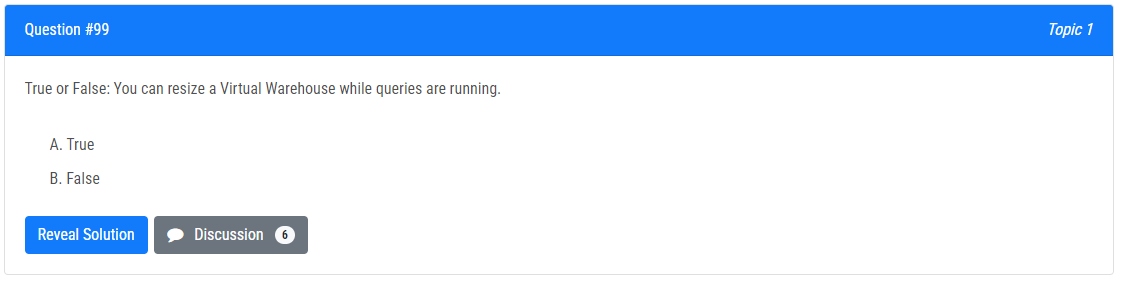 Question #99
Topic 1
True or False: You can resize a Virtual Warehouse while queries are running.
A. True
B. False
Reveal Solution
Discussion 6